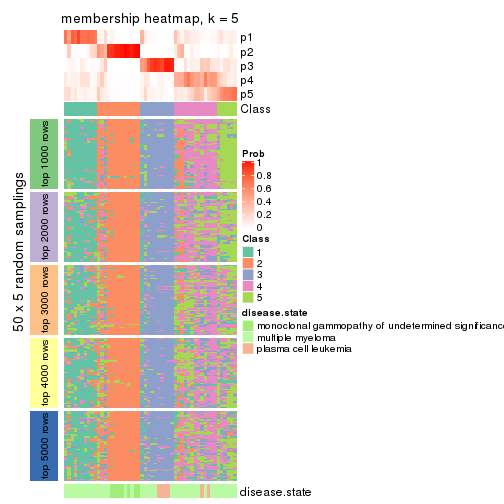 membership heatmap, k = 5
p1
p2
p3
p4
p5
Class
50 x 5 random samplings
top 1000 rows
top 2000 rows
top 3000 rows
top 4000 rows
top 5000 rows
Prob
1
0.8
0.6
0.4
0.2
0
Class
1
2
3
4
5
disease.state
monoclonal gammopathy of undetermined significance
multiple myeloma
plasma cell leukemia
disease.state